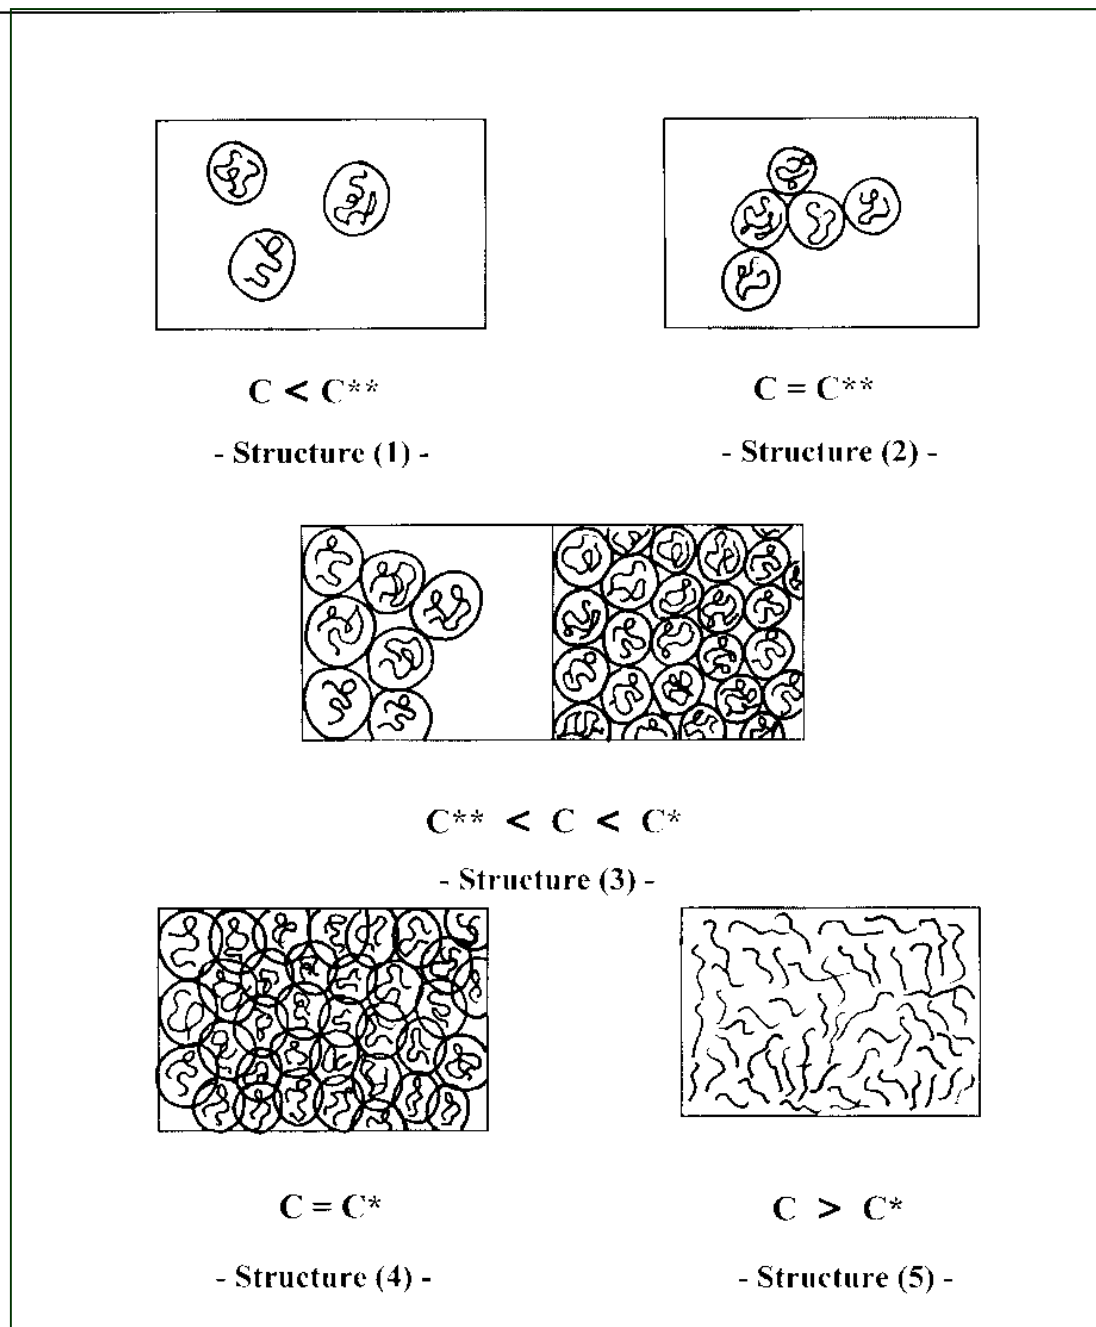 C < C**
C = C**
- Structure (1) -
- Structure (2) -
C** < C < C*
- Structure (3) -
C = C*
C > C*
- Structure (4) -
- Structure (5) -